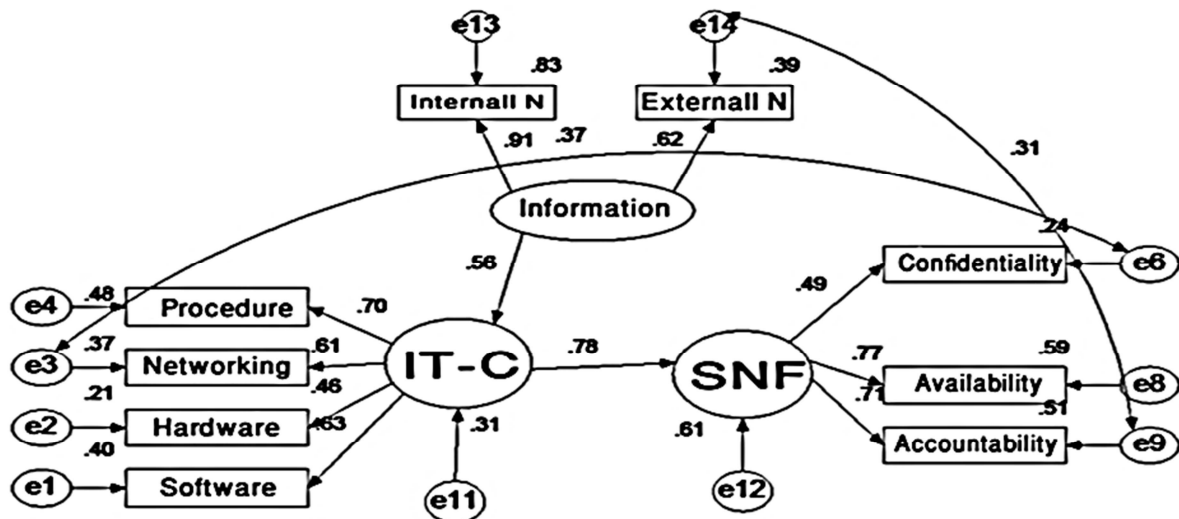 e13
e14
.83
.39
Internall N
Externall N
.91
.37
.62
.31
Information
.24
.56
Confidentiality
e6
e4
.48
Procedure
.70
.49
e3
.37
Networking
.61
IT-C
.78
SNF
.77
.59
.21
.46
Availability
e8
e2
Hardware
.63
.31
.61
.71
.51
Accountability
e9
.40
e1
Software
e11
e12